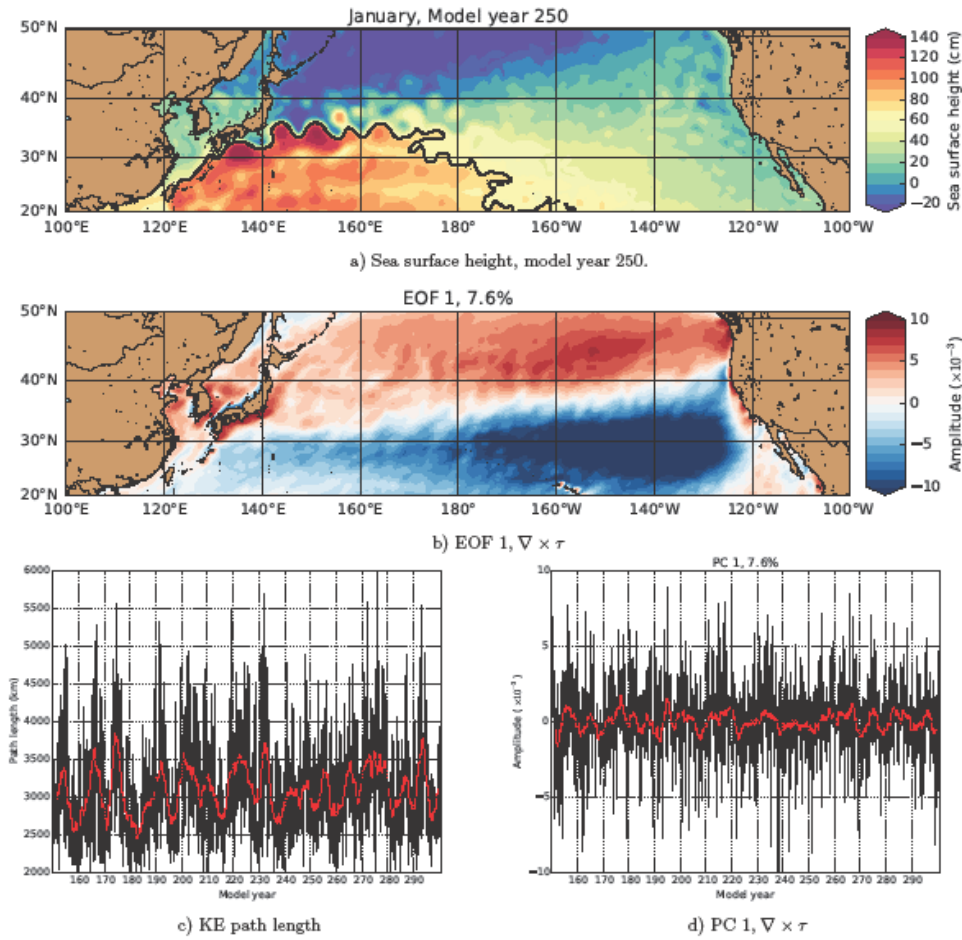 January, Model year 250
50°N
40°N
30°N
20°N
100°E 120°E 140°E 160°E 180° 160°W 140°W 120°W 100°W
140
120
100
80
60
40
20
0
−20
Sea surface height (cm)
a) Sea surface height, model year 250.
EOF 1, 7.6%
50°N
40°N
30°N
20°N
100°E 120°E 140°E 160°E 180° 160°W 140°W 120°W 100°W
10
5
0
−5
−10
Amplitude (×10⁻³)
b) EOF 1, ∇ × τ
6000
5500
5000
4500
4000
3500
3000
2500
2000
Path length (km)
160 170 180 190 200 210 220 230 240 250 260 270 280 290
Model year
c) KE path length
PC 1, 7.6%
10
5
0
−5
−10
Amplitude (×10⁻³)
160 170 180 190 200 210 220 230 240 250 260 270 280 290
Model year
d) PC 1, ∇ × τ